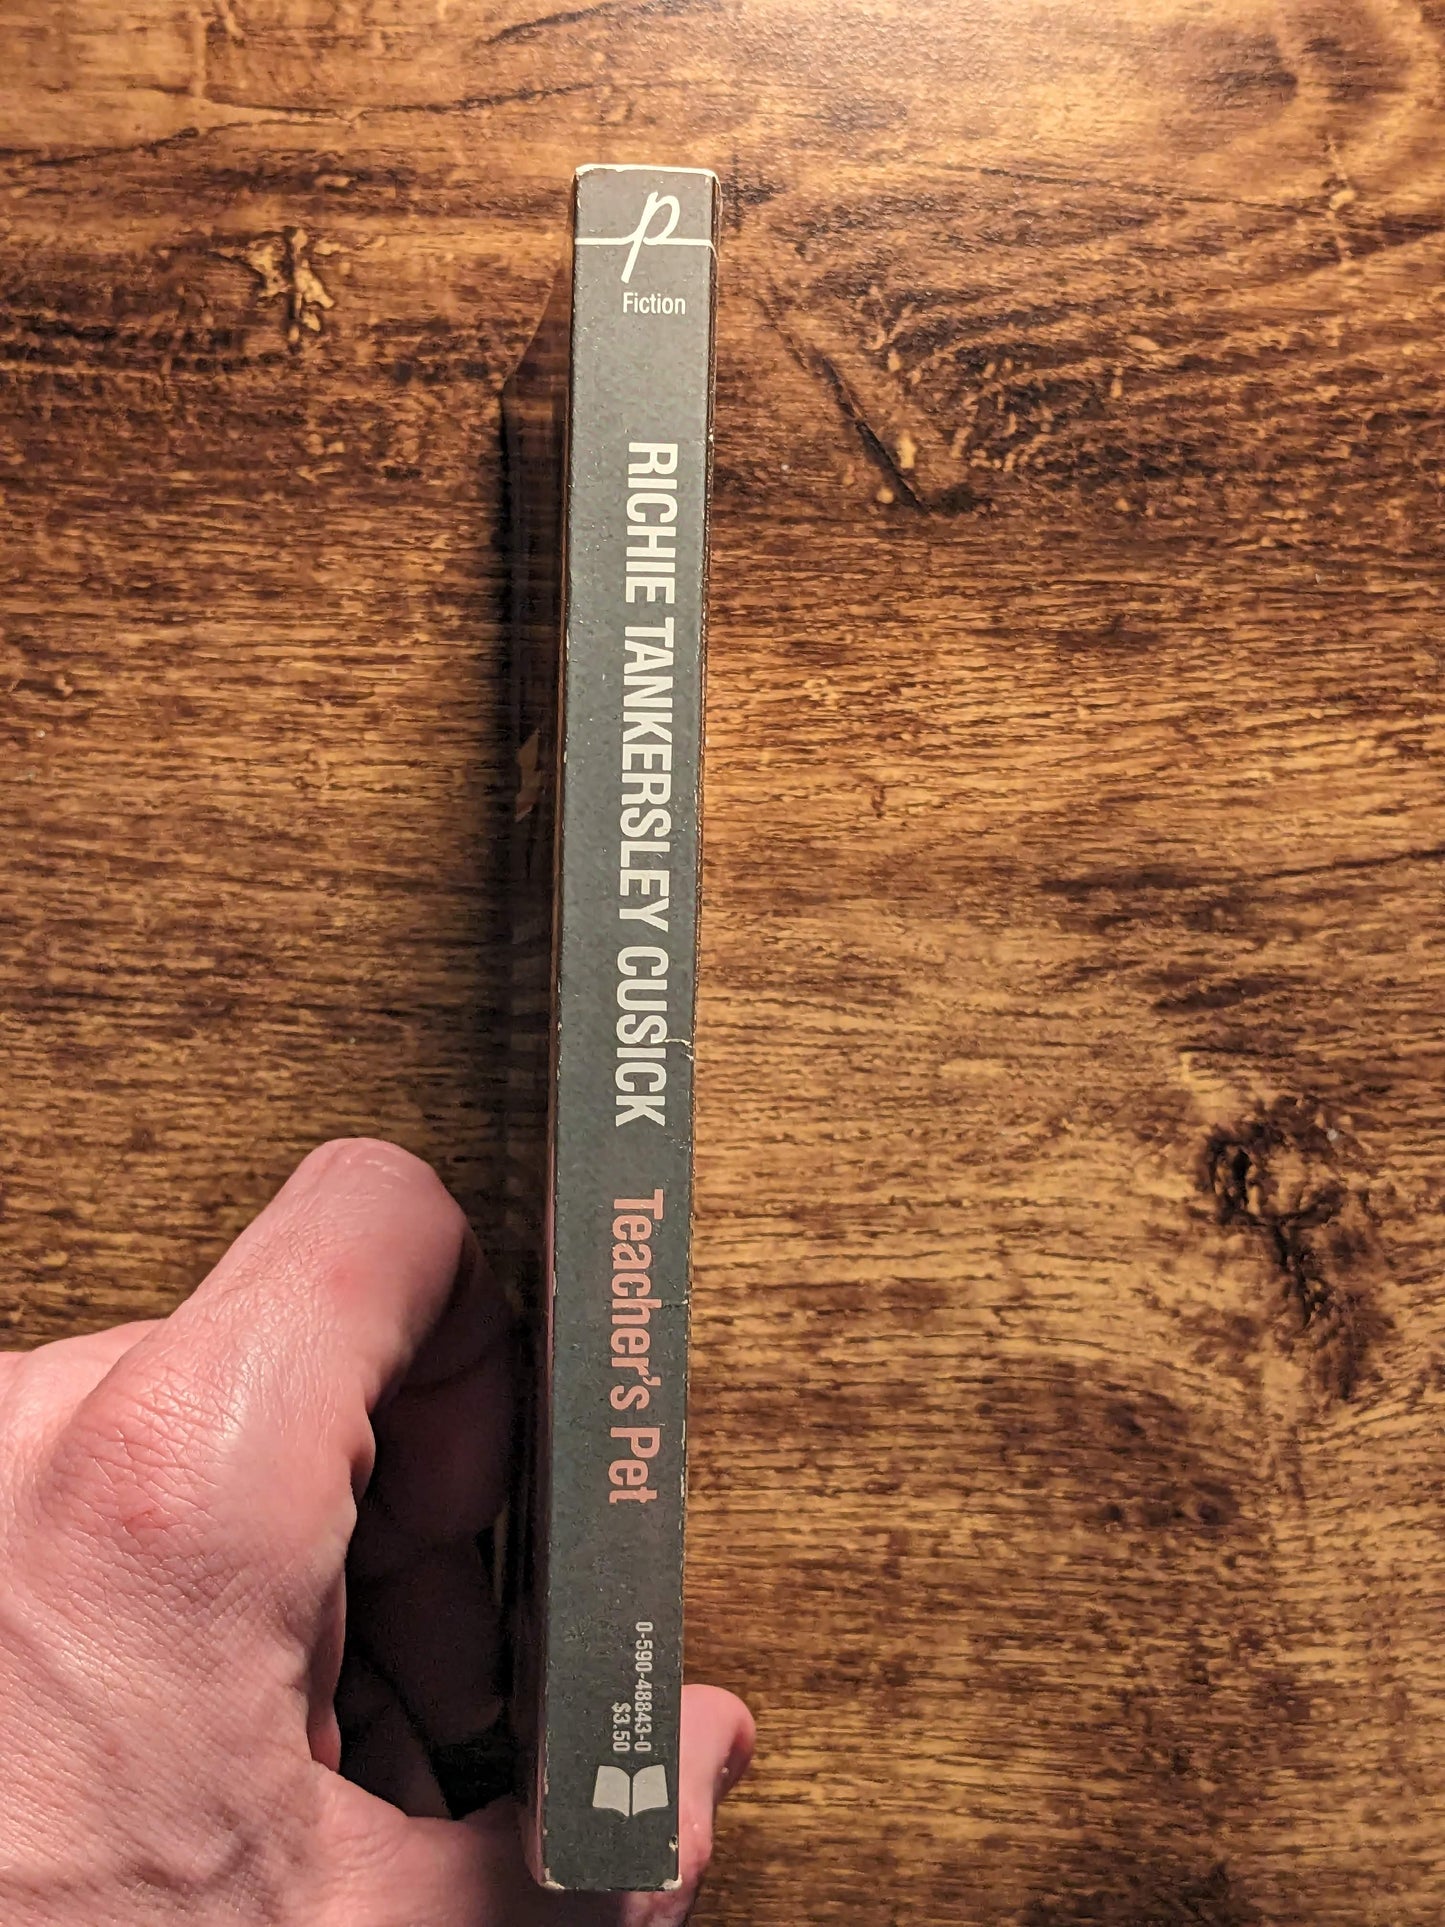 p
Fiction
RICHIE TANKERSLEY CUSICK Teacher's Pet
0-590-48843-0
$3.50